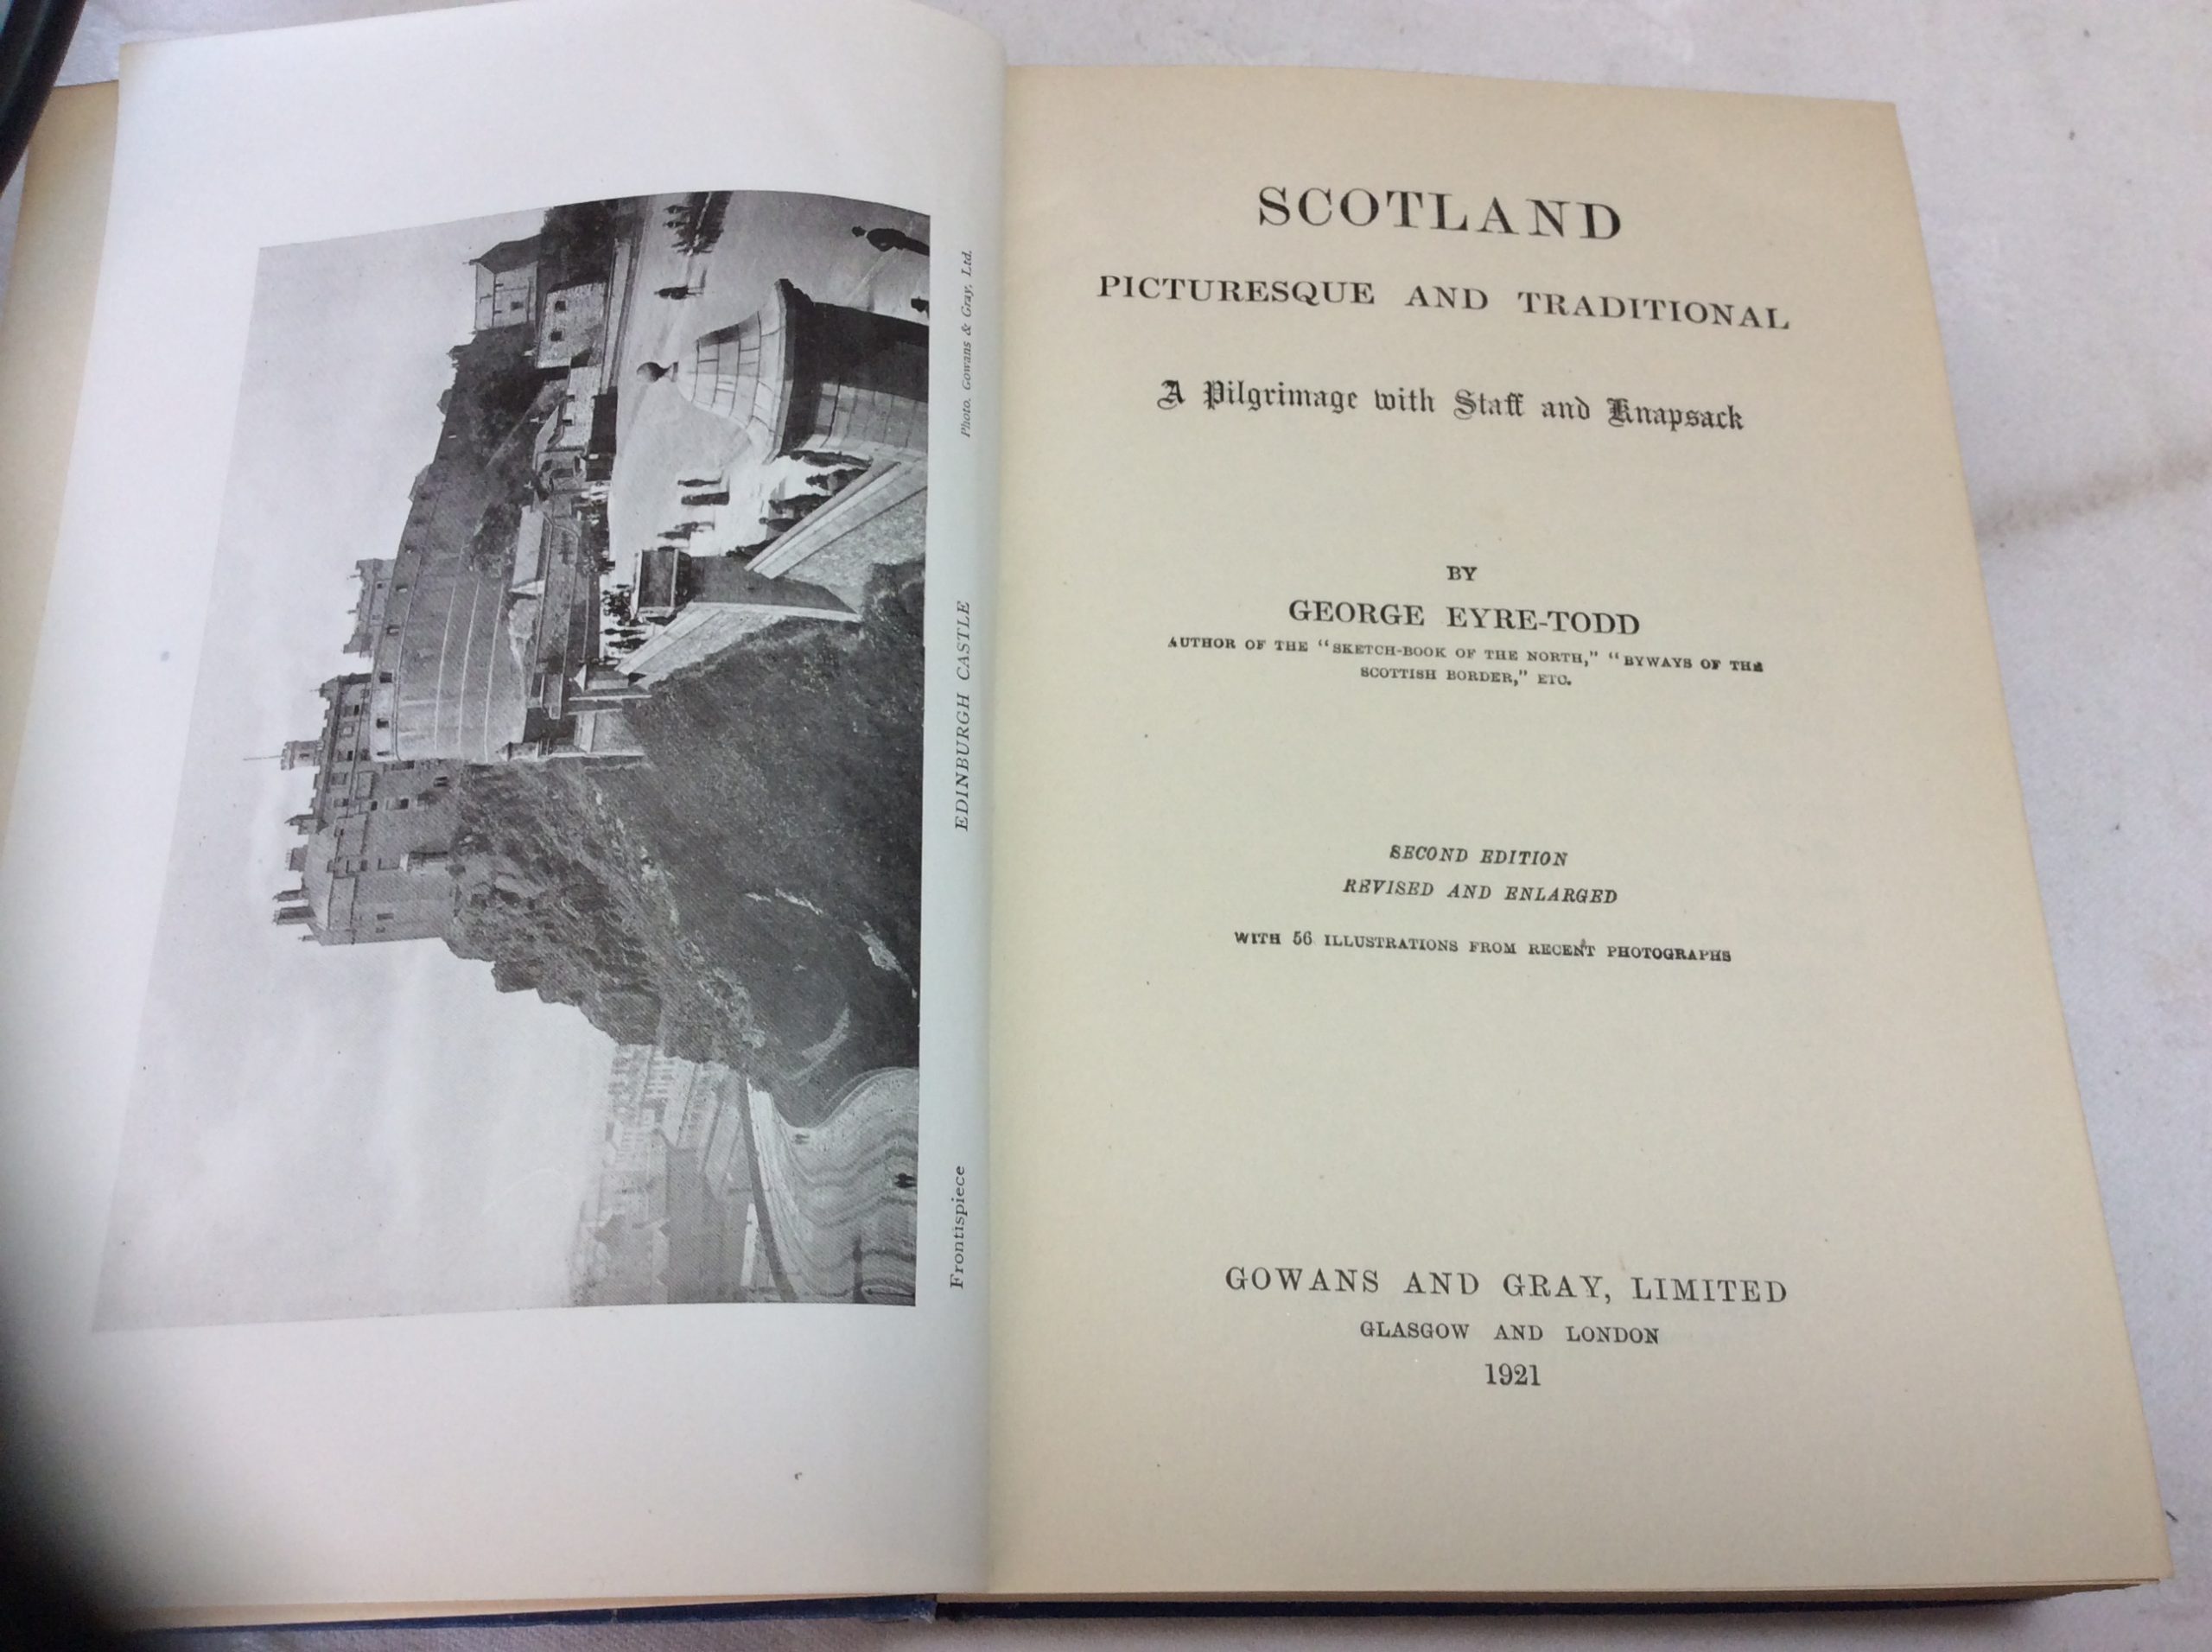 Photo. Gowans & Gray, Ltd.
Frontispiece
EDINBURGH CASTLE
SCOTLAND
PICTURESQUE AND TRADITIONAL
A Pilgrimage with Staff and Knapsack
BY
GEORGE EYRE-TODD
AUTHOR OF THE "SKETCH-BOOK OF THE NORTH," "BYWAYS OF THE
SCOTTISH BORDER," ETC.
SECOND EDITION
REVISED AND ENLARGED
WITH 56 ILLUSTRATIONS FROM RECENT PHOTOGRAPHS
GOWANS AND GRAY, LIMITED
GLASGOW AND LONDON
1921